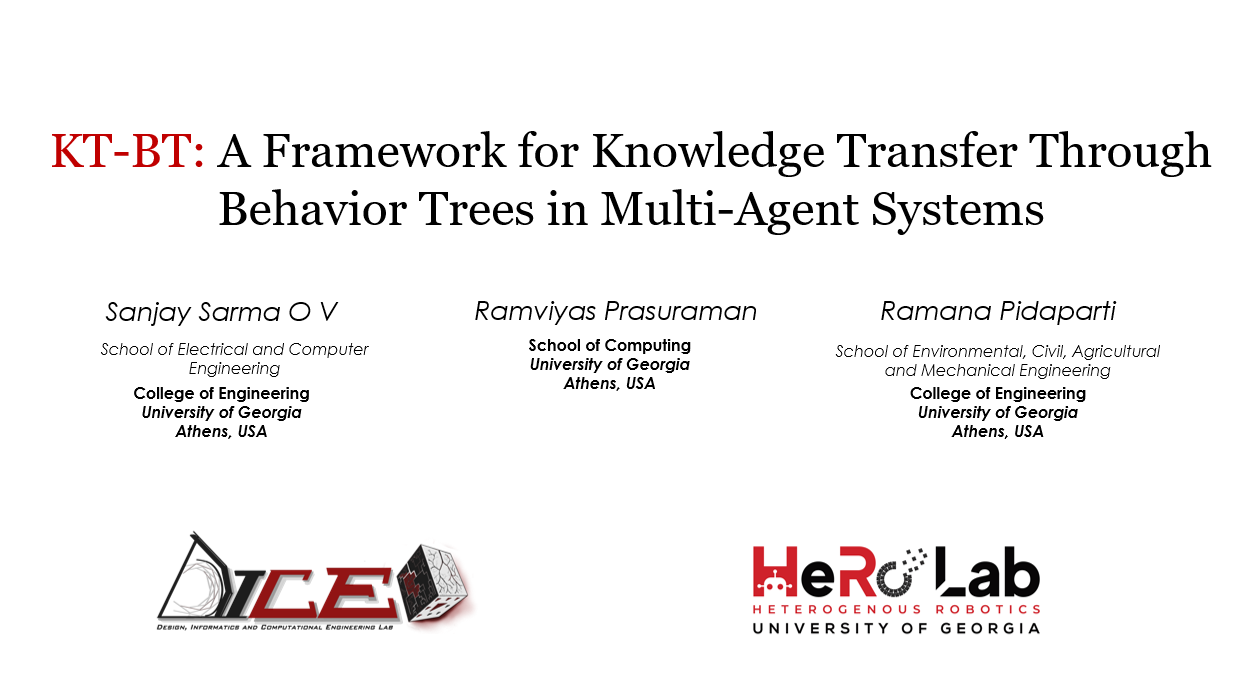 KT-BT: A Framework for Knowledge Transfer Through
Behavior Trees in Multi-Agent Systems
Sanjay Sarma O V
School of Electrical and Computer
Engineering
College of Engineering
University of Georgia
Athens, USA
Ramviyas Prasuraman
School of Computing
University of Georgia
Athens, USA
Ramana Pidaparti
School of Environmental, Civil, Agricultural
and Mechanical Engineering
College of Engineering
University of Georgia
Athens, USA
DICE
Design, Informatics and Computational Engineering Lab
HeRo Lab
HETEROGENOUS ROBOTICS
UNIVERSITY OF GEORGIA